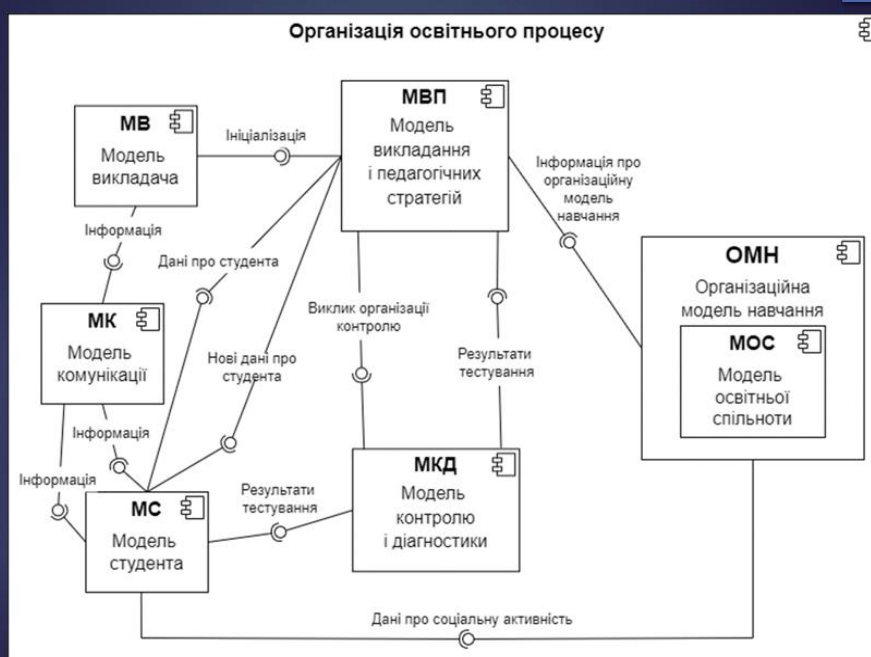 Організація освітнього процесу
МВ
Модель
викладача
Ініціалізація
МВП
Модель
викладання
і педагогічних
стратегій
Інформація про
організаційну
модель
навчання
Інформація
Дані про студента
ОМН
Організаційна
модель навчання
МОС
Модель
освітньої
спільноти
МК
Модель
комунікації
Виклик організації
контролю
Нові дані про
студента
Результати
тестування
Інформація
Інформація
МС
Модель
студента
Результати
тестування
МКД
Модель
контролю
і діагностики
Дані про соціальну активність